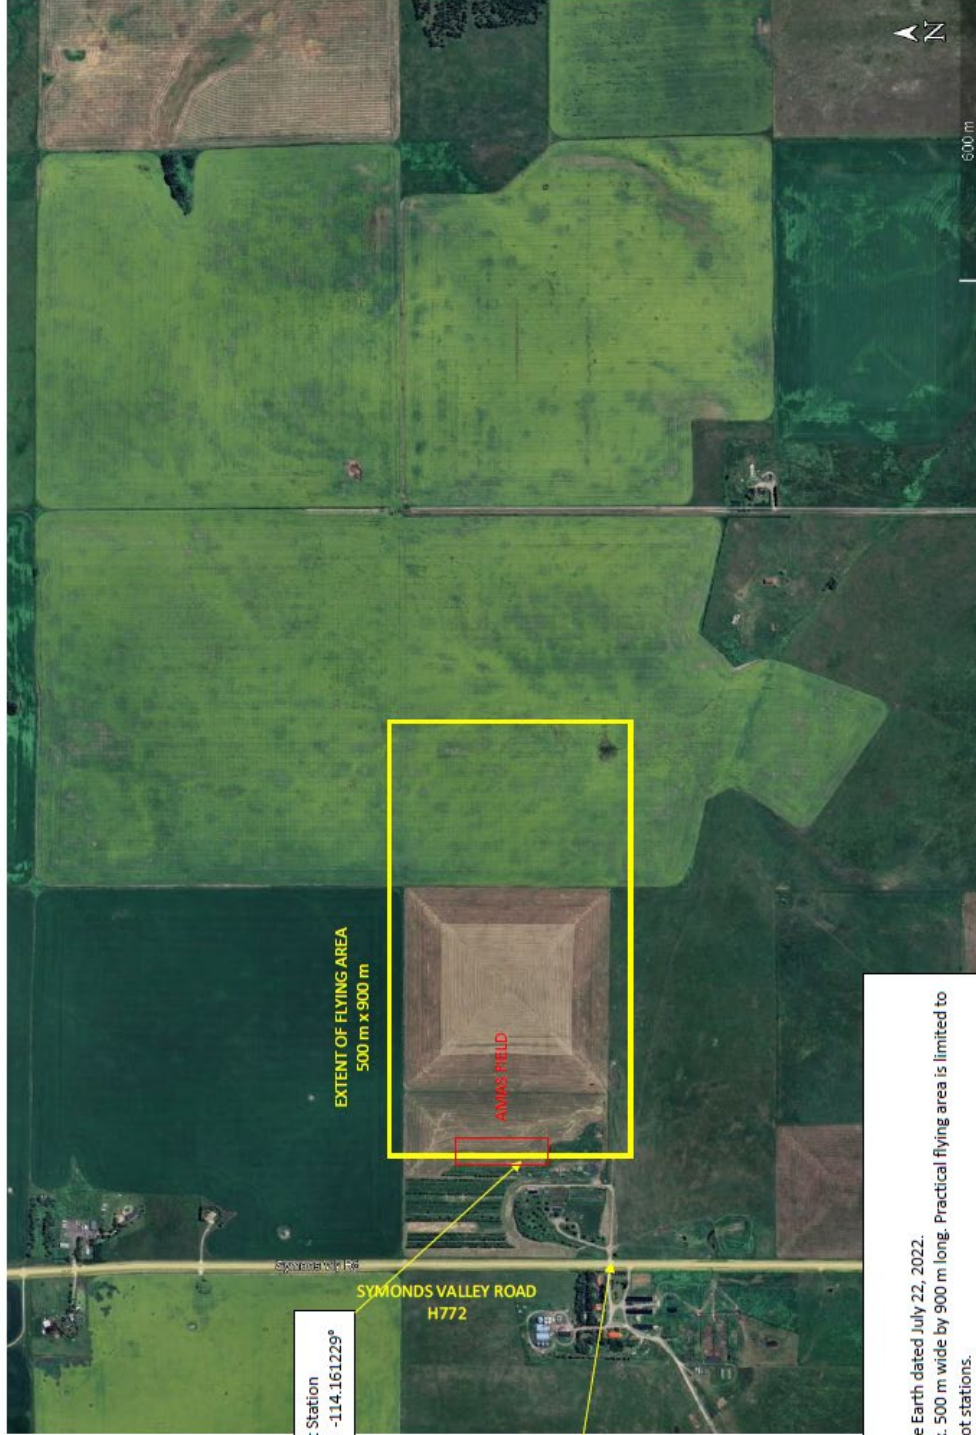 N
600 m
EXTENT OF FLYING AREA
500 m x 900 m
AMAS FIELD
SYMONDS VALLEY ROAD
H772
Station
-114.161229°
e Earth dated July 22, 2022.
. 500 m wide by 900 m long. Practical flying area is limited to
ot stations.